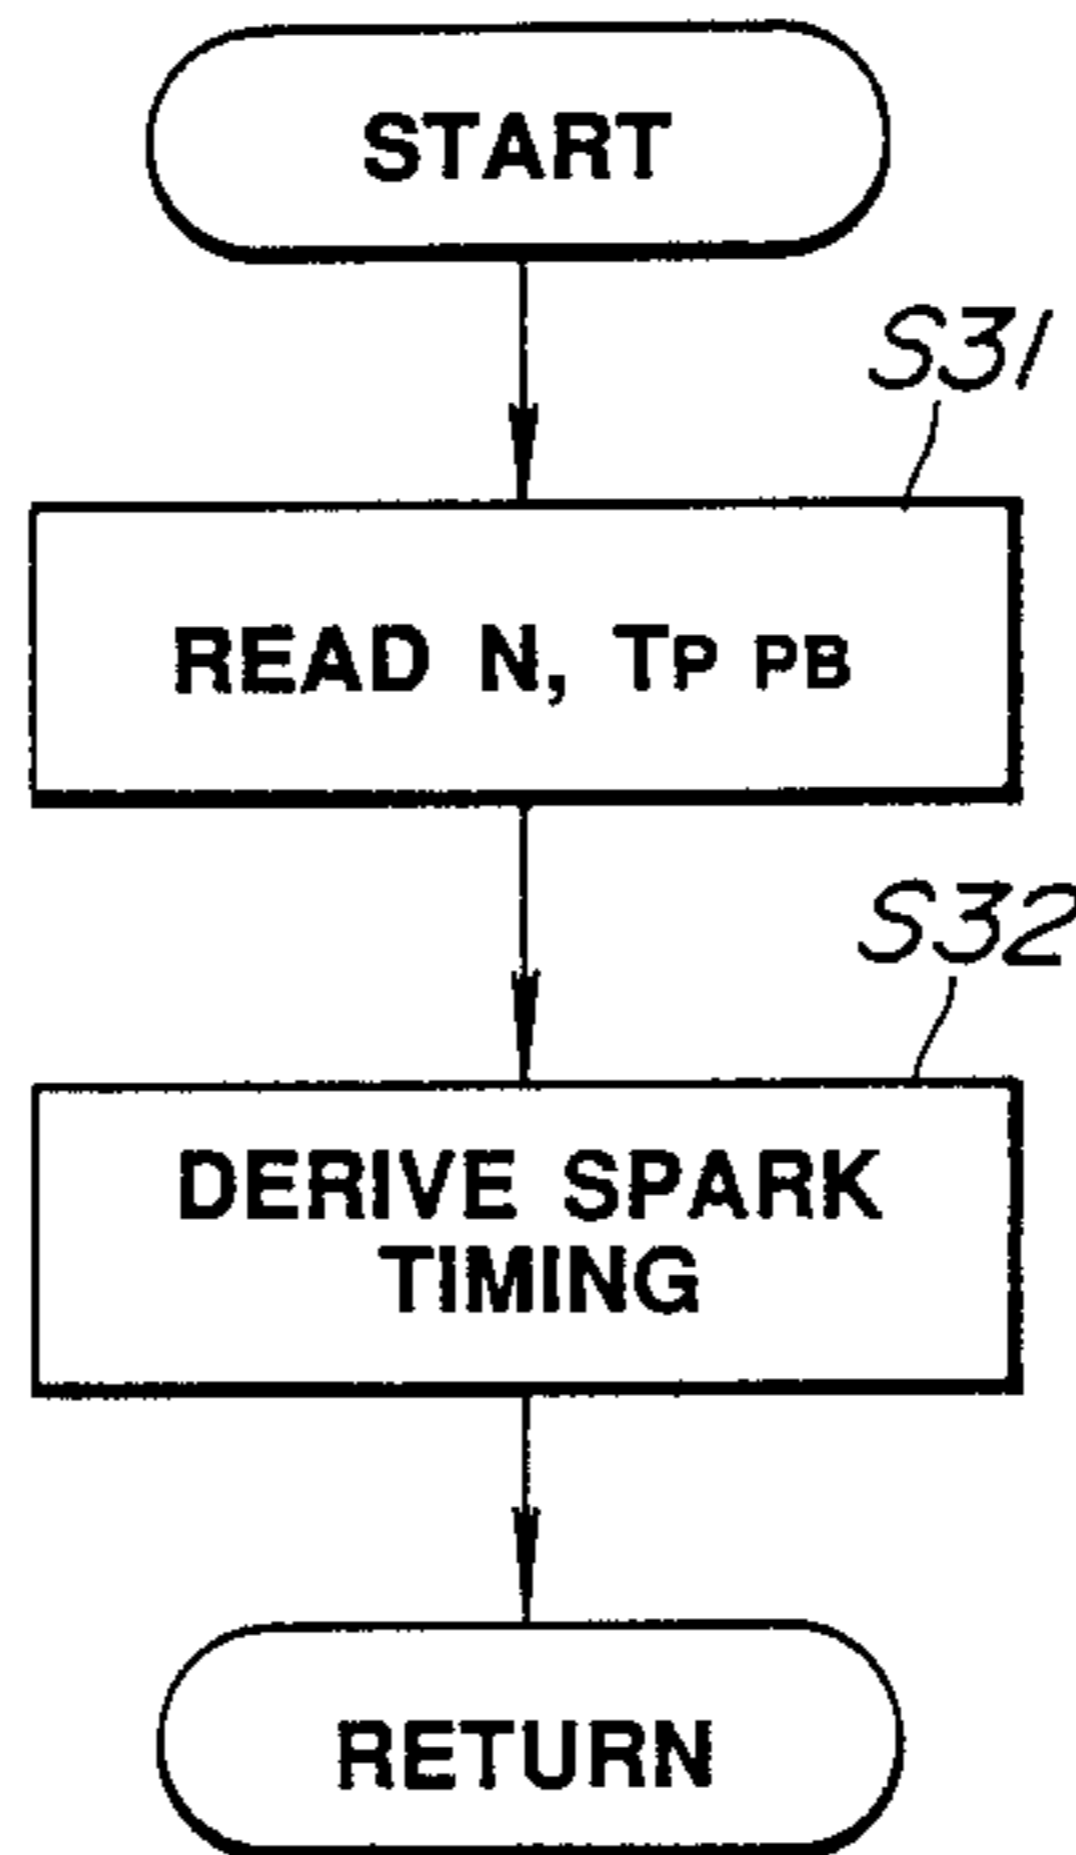 START
S31
READ N, TP PB
S32
DERIVE SPARK
TIMING
RETURN